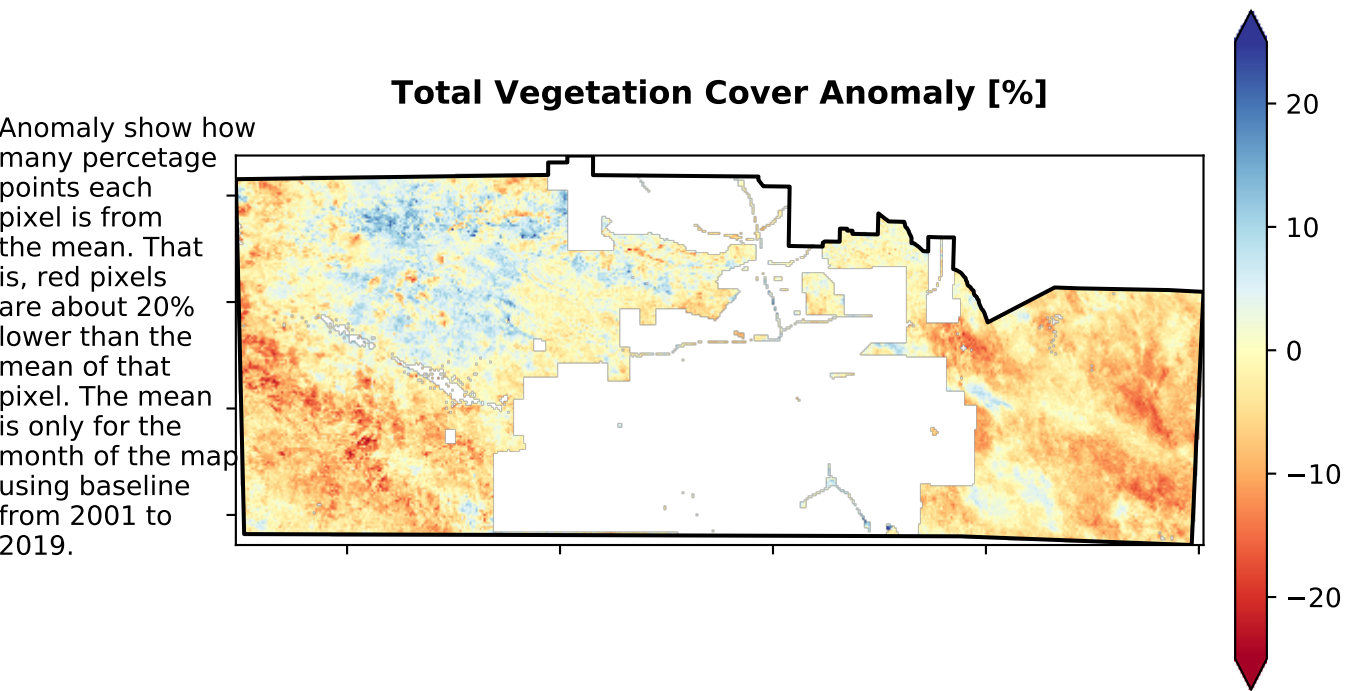 Total Vegetation Cover Anomaly [%]
Anomaly show how
many percetage
points each
pixel is from
the mean. That
is, red pixels
are about 20%
lower than the
mean of that
pixel. The mean
is only for the
month of the map
using baseline
from 2001 to
2019.
20
10
0
−10
−20